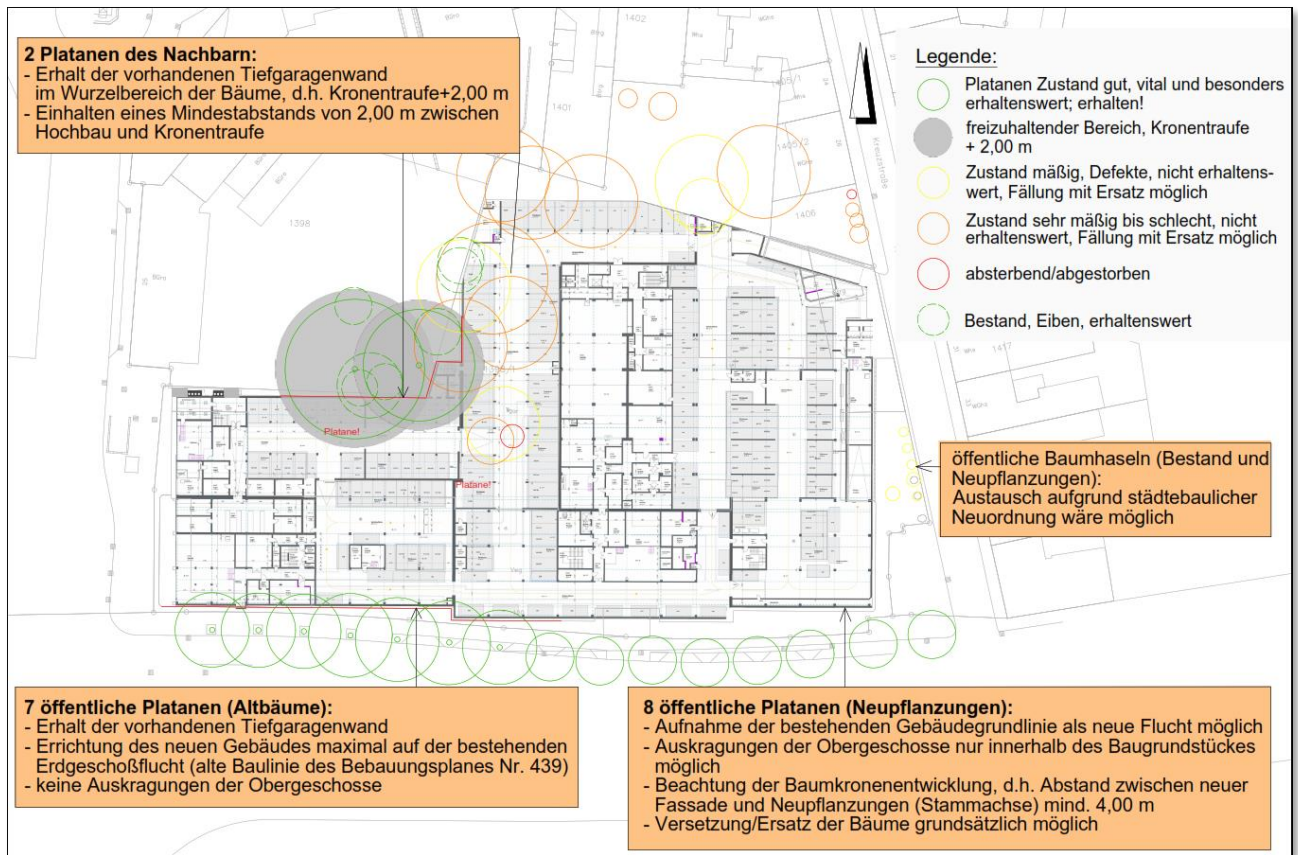 2 Platanen des Nachbarn:
- Erhalt der vorhandenen Tiefgaragenwand
im Wurzelbereich der Bäume, d.h. Kronentraufe+2,00 m
- Einhalten eines Mindestabstands von 2,00 m zwischen
Hochbau und Kronentraufe
Legende:
Platanen Zustand gut, vital und besonders
erhaltenswert; erhalten!
freizuhaltender Bereich, Kronentraufe
+ 2,00 m
Zustand mäßig, Defekte, nicht erhaltens-
wert, Fällung mit Ersatz möglich
Zustand sehr mäßig bis schlecht, nicht
erhaltenswert, Fällung mit Ersatz möglich
absterbend/abgestorben
Bestand, Eiben, erhaltenswert
1402
1401
1405/2
1406
1398
1417
Kreuzstraße
Platane!
Platane!
öffentliche Baumhaseln (Bestand und
Neupflanzungen):
Austausch aufgrund städtebaulicher
Neuordnung wäre möglich
7 öffentliche Platanen (Altbäume):
- Erhalt der vorhandenen Tiefgaragenwand
- Errichtung des neuen Gebäudes maximal auf der bestehenden
Erdgeschoßflucht (alte Baulinie des Bebauungsplanes Nr. 439)
- keine Auskragungen der Obergeschosse
8 öffentliche Platanen (Neupflanzungen):
- Aufnahme der bestehenden Gebäudegrundlinie als neue Flucht möglich
- Auskragungen der Obergeschosse nur innerhalb des Baugrundstückes
möglich
- Beachtung der Baumkronenentwicklung, d.h. Abstand zwischen neuer
Fassade und Neupflanzungen (Stammachse) mind. 4,00 m
- Versetzung/Ersatz der Bäume grundsätzlich möglich